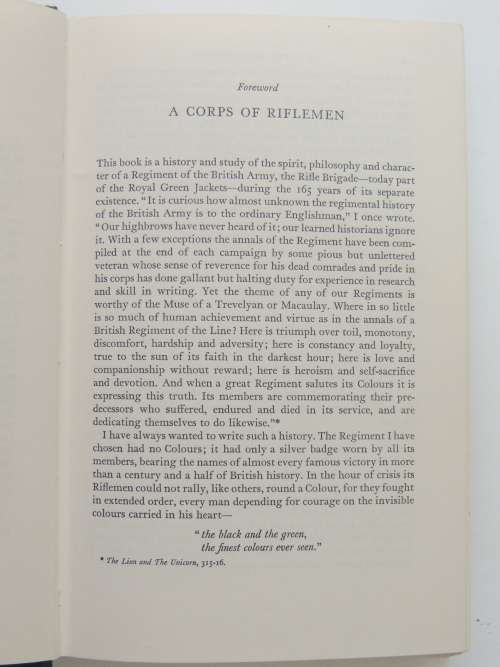 Foreword
A CORPS OF RIFLEMEN
This book is a history and study of the spirit, philosophy and charac-
ter of a Regiment of the British Army, the Rifle Brigade—today part
of the Royal Green Jackets—during the 165 years of its separate
existence. “It is curious how almost unknown the regimental history
of the British Army is to the ordinary Englishman,” I once wrote.
“Our highbrows have never heard of it; our learned historians ignore
it. With a few exceptions the annals of the Regiment have been com-
piled at the end of each campaign by some pious but unlettered
veteran whose sense of reverence for his dead comrades and pride in
his corps has done gallant but halting duty for experience in research
and skill in writing. Yet the theme of any of our Regiments is
worthy of the Muse of a Trevelyan or Macaulay. Where in so little
is so much of human achievement and virtue as in the annals of a
British Regiment of the Line? Here is triumph over toil, monotony,
discomfort, hardship and adversity; here is constancy and loyalty,
true to the sun of its faith in the darkest hour; here is love and
companionship without reward; here is heroism and self-sacrifice
and devotion. And when a great Regiment salutes its Colours it is
expressing this truth. Its members are commemorating their pre-
decessors who suffered, endured and died in its service, and are
dedicating themselves to do likewise.”*
I have always wanted to write such a history. The Regiment I have
chosen had no Colours; it had only a silver badge worn by all its
members, bearing the names of almost every famous victory in more
than a century and a half of British history. In the hour of crisis its
Riflemen could not rally, like others, round a Colour, for they fought
in extended order, every man depending for courage on the invisible
colours carried in his heart—
“the black and the green,
the finest colours ever seen.”
* The Lion and The Unicorn, 315-16.